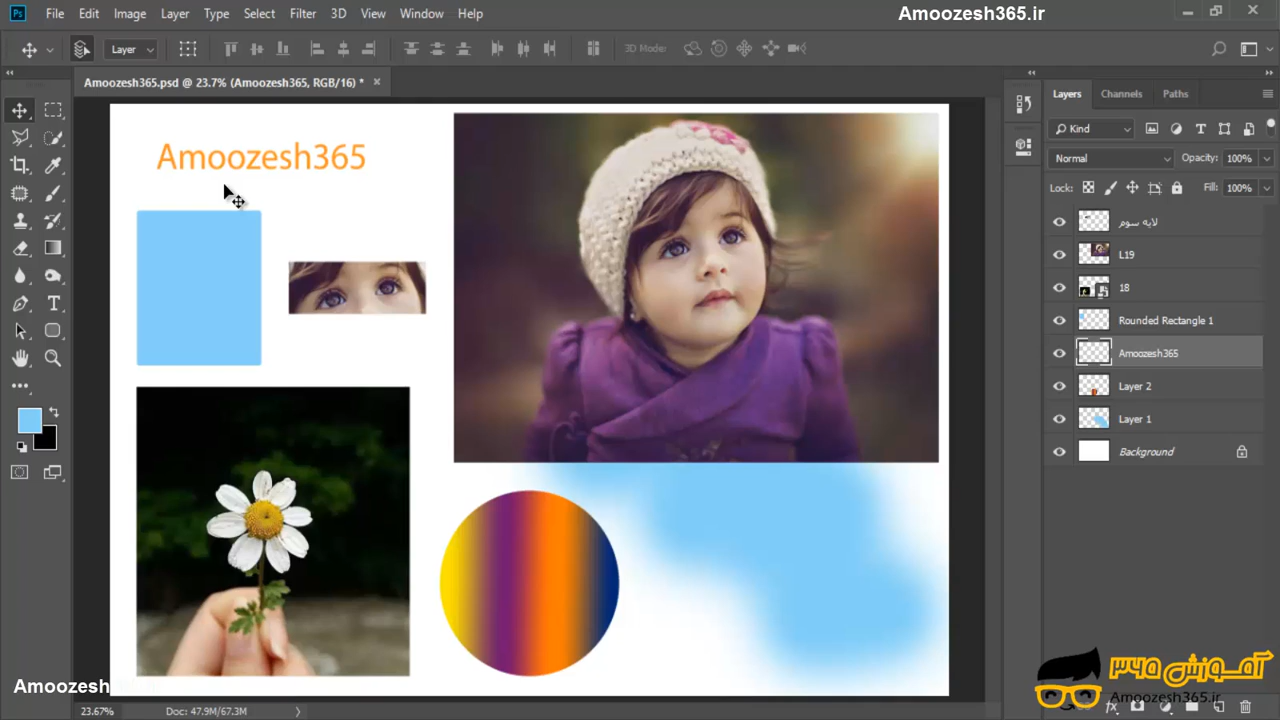 File Edit Image Layer Type Select Filter 3D View Window Help
Amoozesh365.ir
Layer
3D Mode:
Amoozesh365.psd @ 23.7% (Amoozesh365, RGB/16) *
Layers Channels Paths
Kind
Normal Opacity: 100%
Lock: Fill: 100%
Amoozesh365
لایه سوم
L19
18
Rounded Rectangle 1
Amoozesh365
Layer 2
Layer 1
Background
آموزش ۳۶۵
Amoozesh365.ir
Amoozesh
23.67% Doc: 47.9M/67.3M